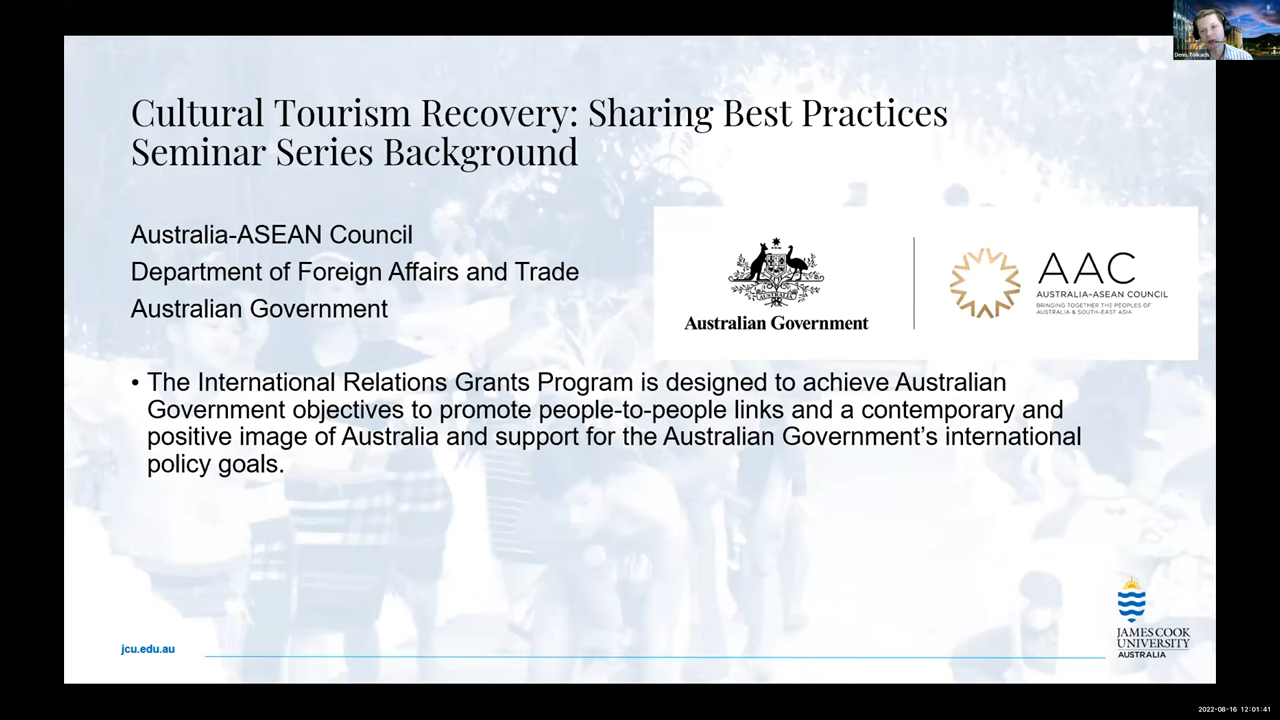 Denis Tolkach
Cultural Tourism Recovery: Sharing Best Practices
Seminar Series Background
Australia-ASEAN Council
Department of Foreign Affairs and Trade
Australian Government
AUSTRALIA
Australian Government
AAC
AUSTRALIA-ASEAN COUNCIL
BRINGING TOGETHER THE PEOPLES OF
AUSTRALIA & SOUTH-EAST ASIA
• The International Relations Grants Program is designed to achieve Australian
Government objectives to promote people-to-people links and a contemporary and
positive image of Australia and support for the Australian Government’s international
policy goals.
jcu.edu.au
JAMES COOK
UNIVERSITY
AUSTRALIA
2022-08-16 12:01:41